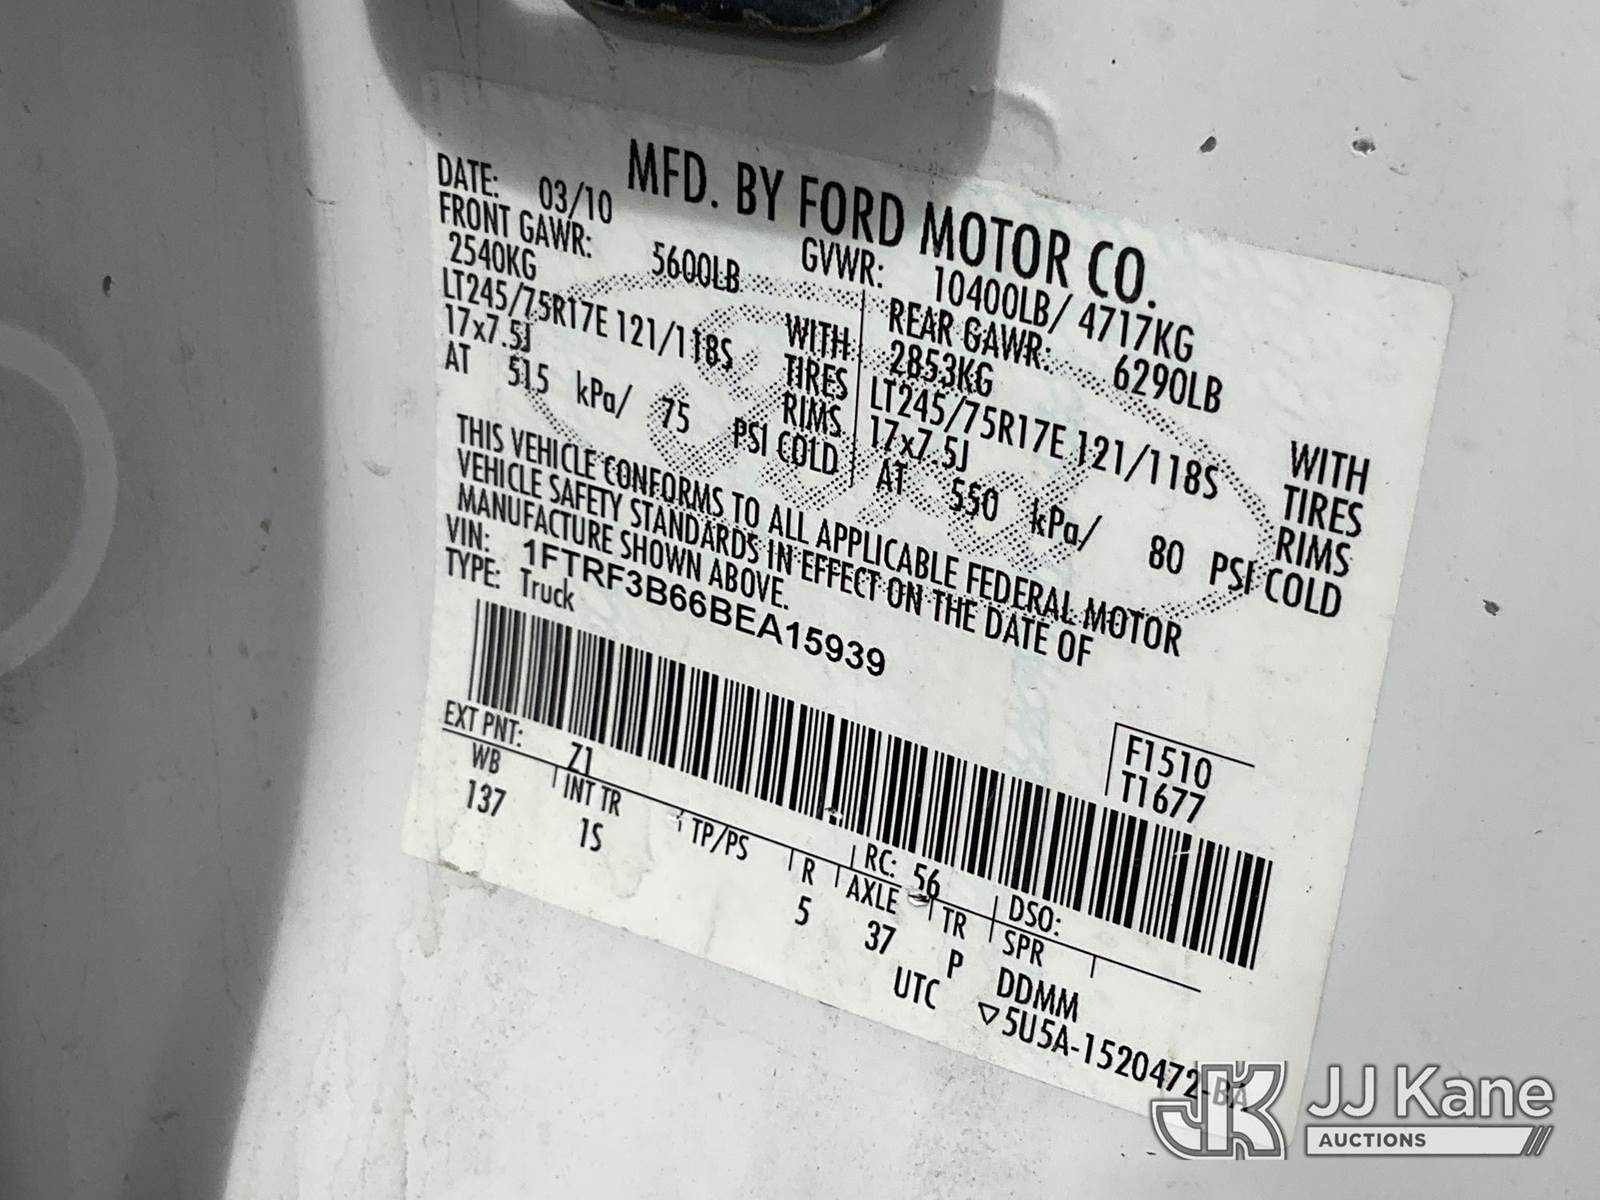 MFD. BY FORD MOTOR CO.
DATE: 03/10 GVWR: 10400LB/ 4717KG
FRONT GAWR: 5600LB REAR GAWR: 6290LB
2540KG WITH 2853KG WITH
LT245/75R17E 121/118S TIRES LT245/75R17E 121/118S TIRES
17x7.5J RIMS 17x7.5J RIMS
AT 515 kPa/ 75 PSI COLD AT 550 kPa/ 80 PSI COLD
THIS VEHICLE CONFORMS TO ALL APPLICABLE FEDERAL MOTOR
VEHICLE SAFETY STANDARDS IN EFFECT ON THE DATE OF
MANUFACTURE SHOWN ABOVE.
VIN: 1FTRF3B66BEA15939
TYPE: Truck
F1510
T1677
EXT PNT: Z1 RC: 56 DSO:
WB INT TR TP/PS R AXLE TR SPR
137 1S 5 37 P DDMM
UTC ▽5U5A-1520472-BA
JK JJ Kane
AUCTIONS